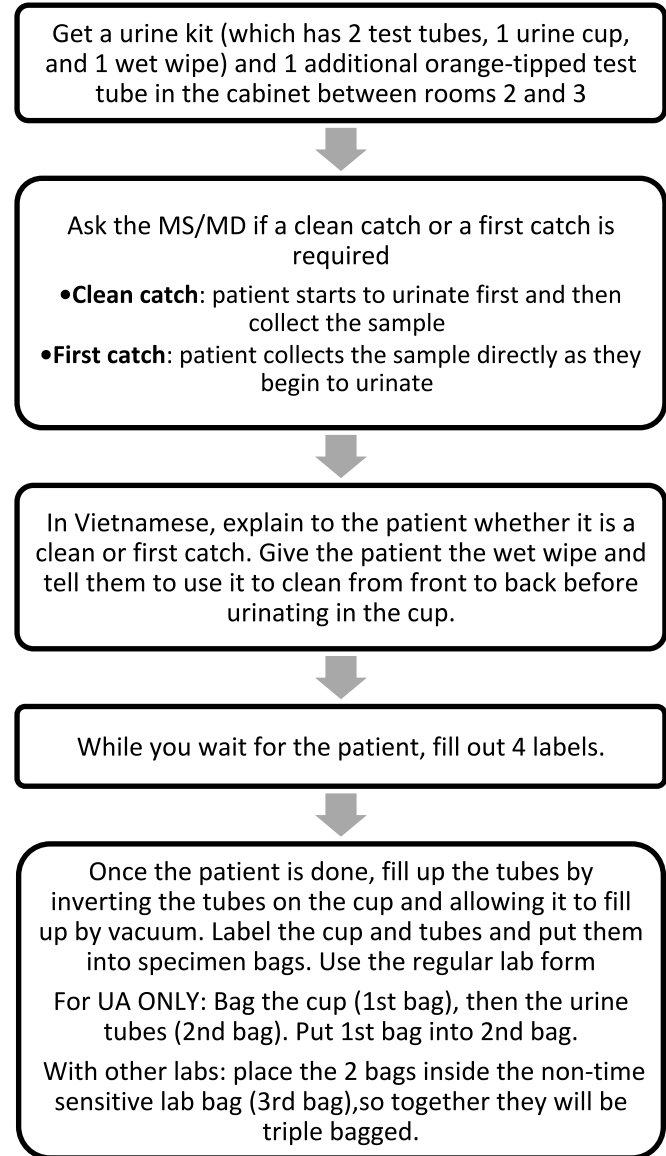 Get a urine kit (which has 2 test tubes, 1 urine cup,
and 1 wet wipe) and 1 additional orange-tipped test
tube in the cabinet between rooms 2 and 3
Ask the MS/MD if a clean catch or a first catch is
required
•Clean catch: patient starts to urinate first and then
collect the sample
•First catch: patient collects the sample directly as they
begin to urinate
In Vietnamese, explain to the patient whether it is a
clean or first catch. Give the patient the wet wipe and
tell them to use it to clean from front to back before
urinating in the cup.
While you wait for the patient, fill out 4 labels.
Once the patient is done, fill up the tubes by
inverting the tubes on the cup and allowing it to fill
up by vacuum. Label the cup and tubes and put them
into specimen bags. Use the regular lab form
For UA ONLY: Bag the cup (1st bag), then the urine
tubes (2nd bag). Put 1st bag into 2nd bag.
With other labs: place the 2 bags inside the non-time
sensitive lab bag (3rd bag),so together they will be
triple bagged.